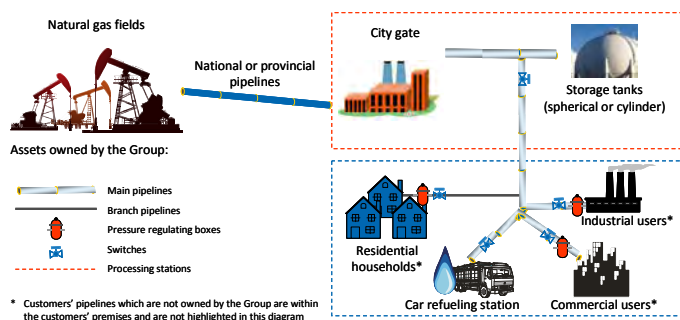 Natural gas fields
National or provincial
pipelines
City gate
Storage tanks
(spherical or cylinder)
Assets owned by the Group:
Main pipelines
Branch pipelines
Pressure regulating boxes
Switches
Processing stations
Residential
households*
Industrial users*
Car refueling station
Commercial users*
* Customers' pipelines which are not owned by the Group are within
the customers' premises and are not highlighted in this diagram